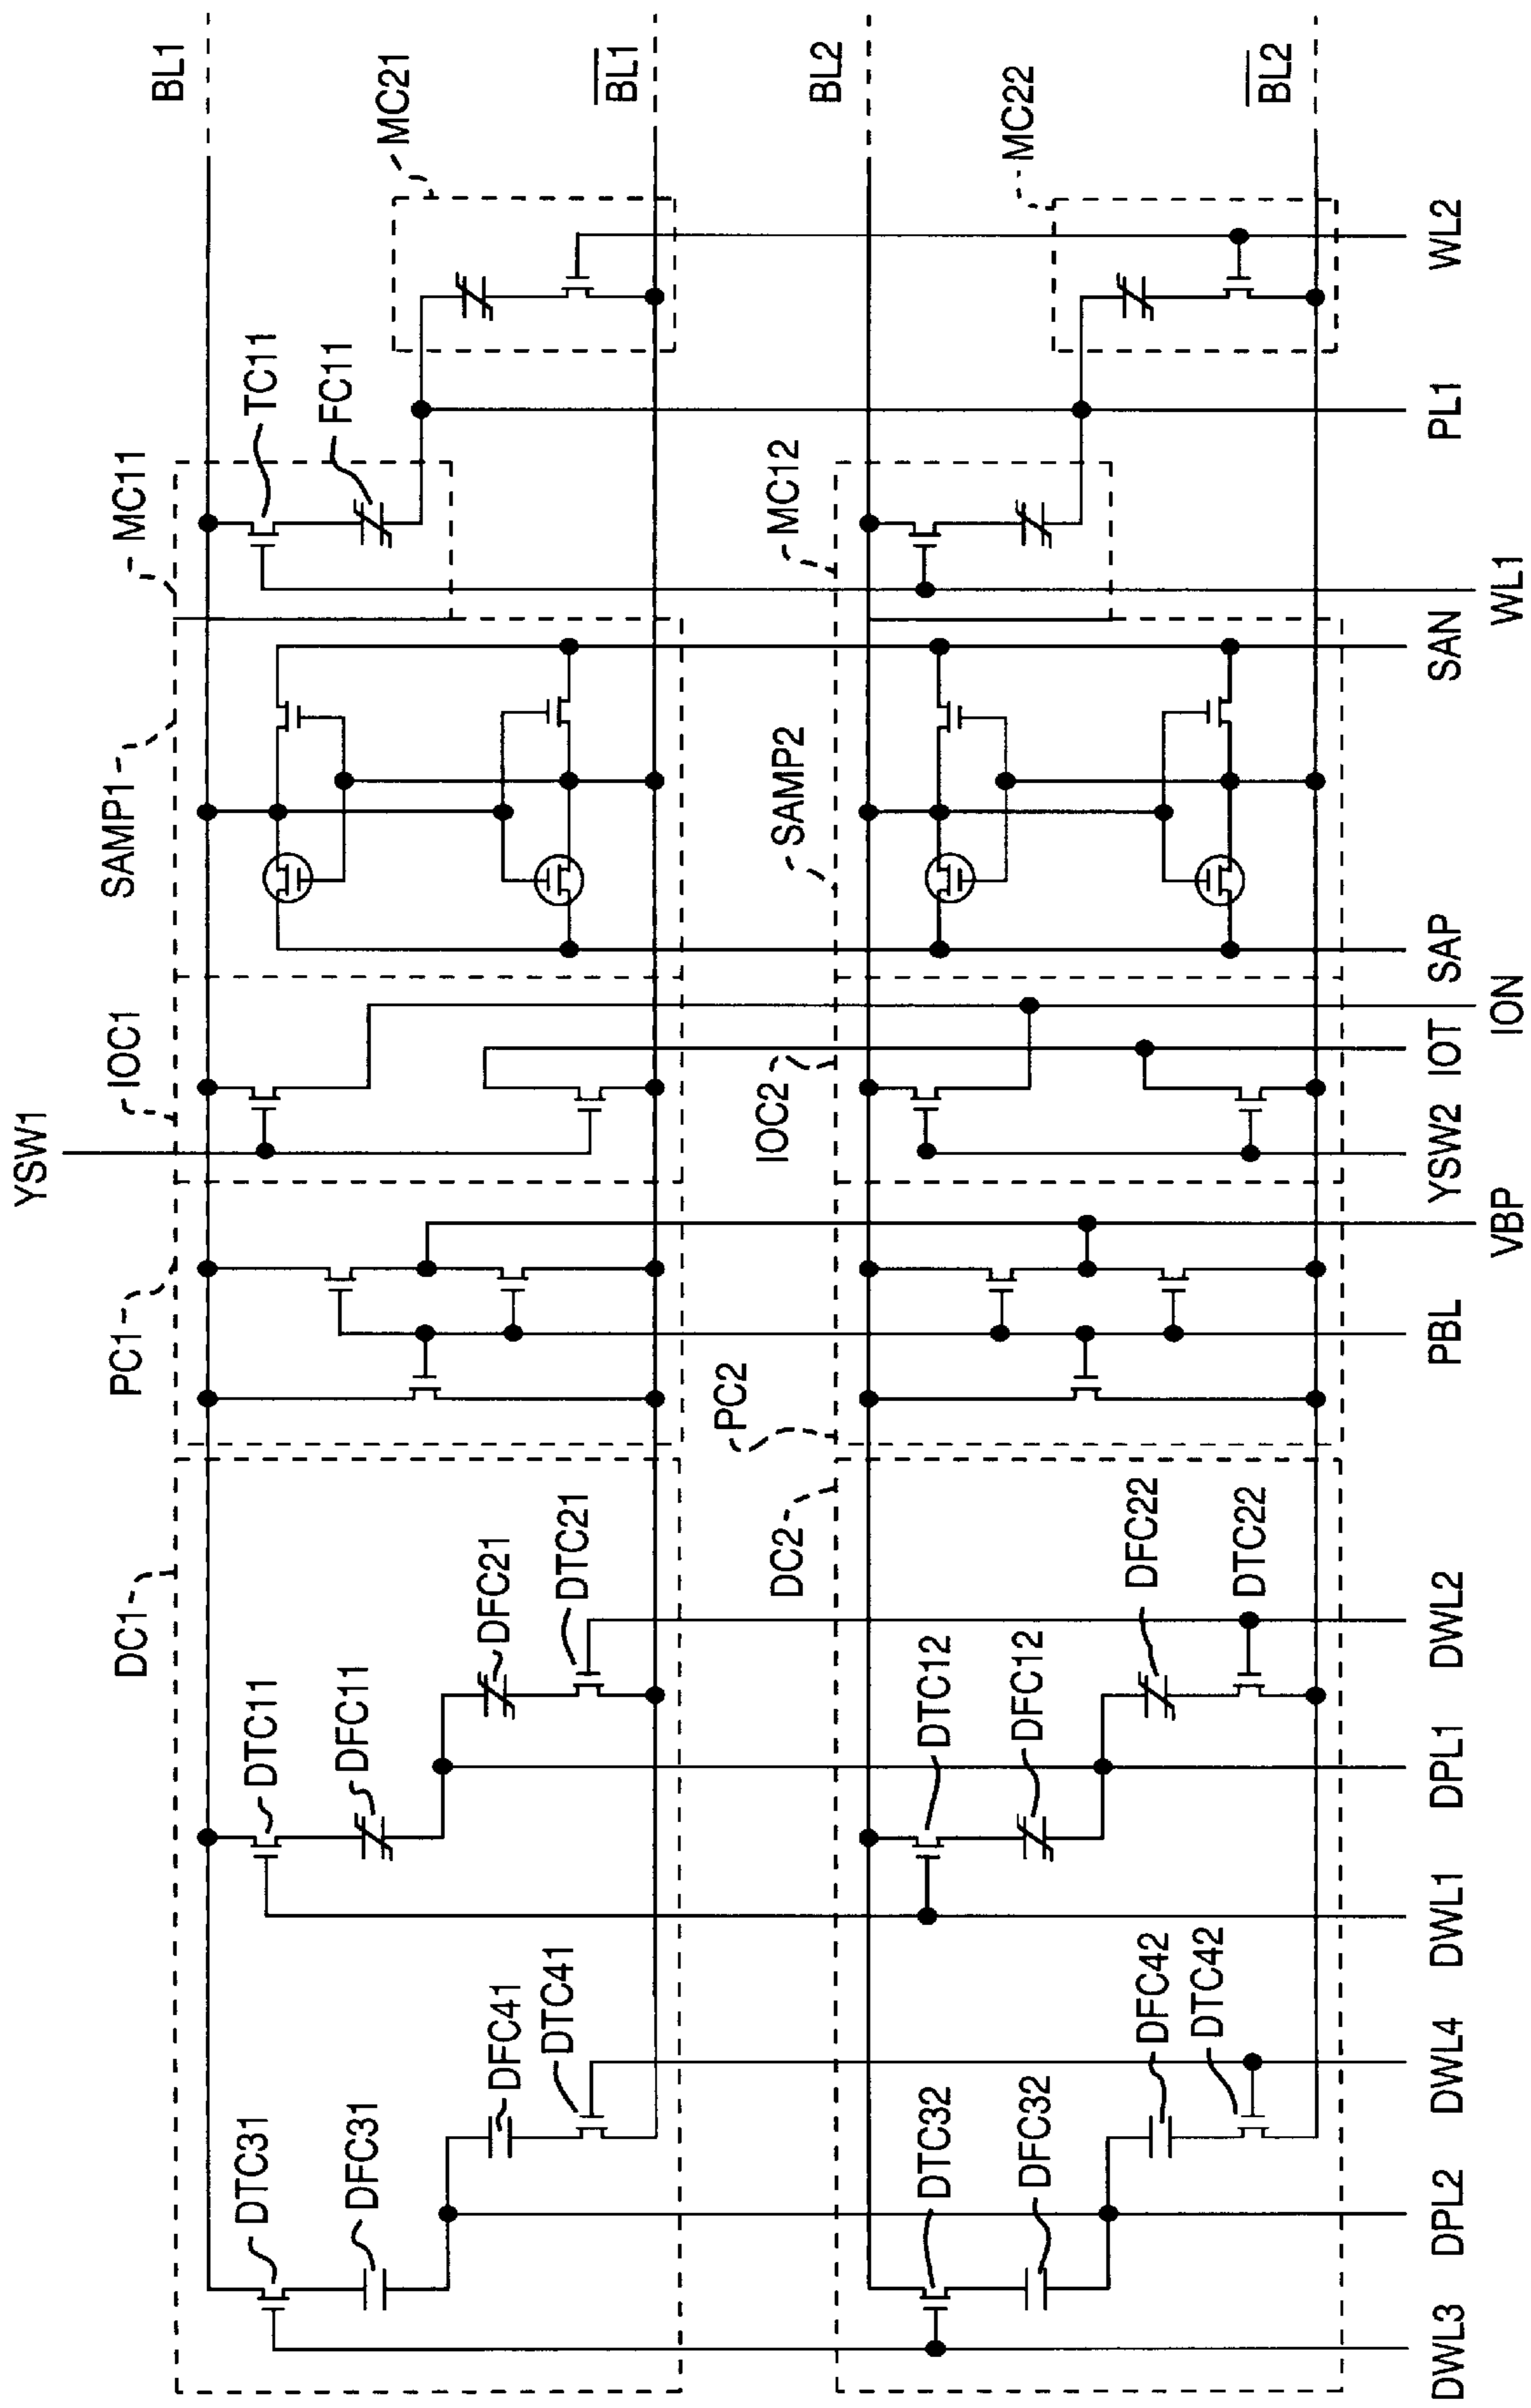 YSW1
DC1
PC1
IOC1
SAMP1
MC11
BL1
DTC31
DFC31
DFC41
DTC41
DTC11
DFC11
DFC21
DTC21
TC11
FC11
MC21
BL1
DC2
PC2
IOC2
SAMP2
MC12
BL2
DTC32
DFC32
DFC42
DTC42
DTC12
DFC12
DFC22
DTC22
MC22
BL2
DWL3
DPL2
DWL4
DWL1
DPL1
DWL2
PBL
VBP
YSW2
IOT
ION
SAP
SAN
WL1
PL1
WL2